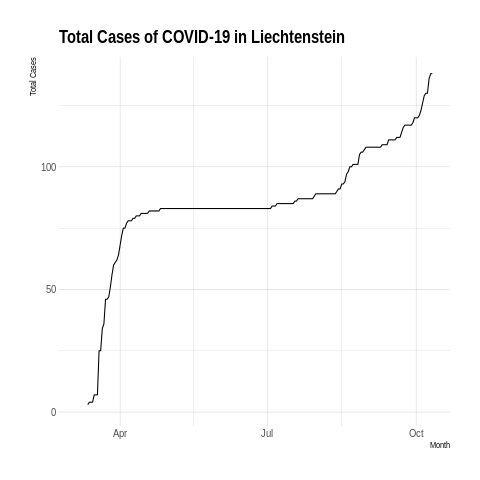 Total Cases of COVID-19 in Liechtenstein
Total Cases
100
50
0
Apr Jul Oct
Month